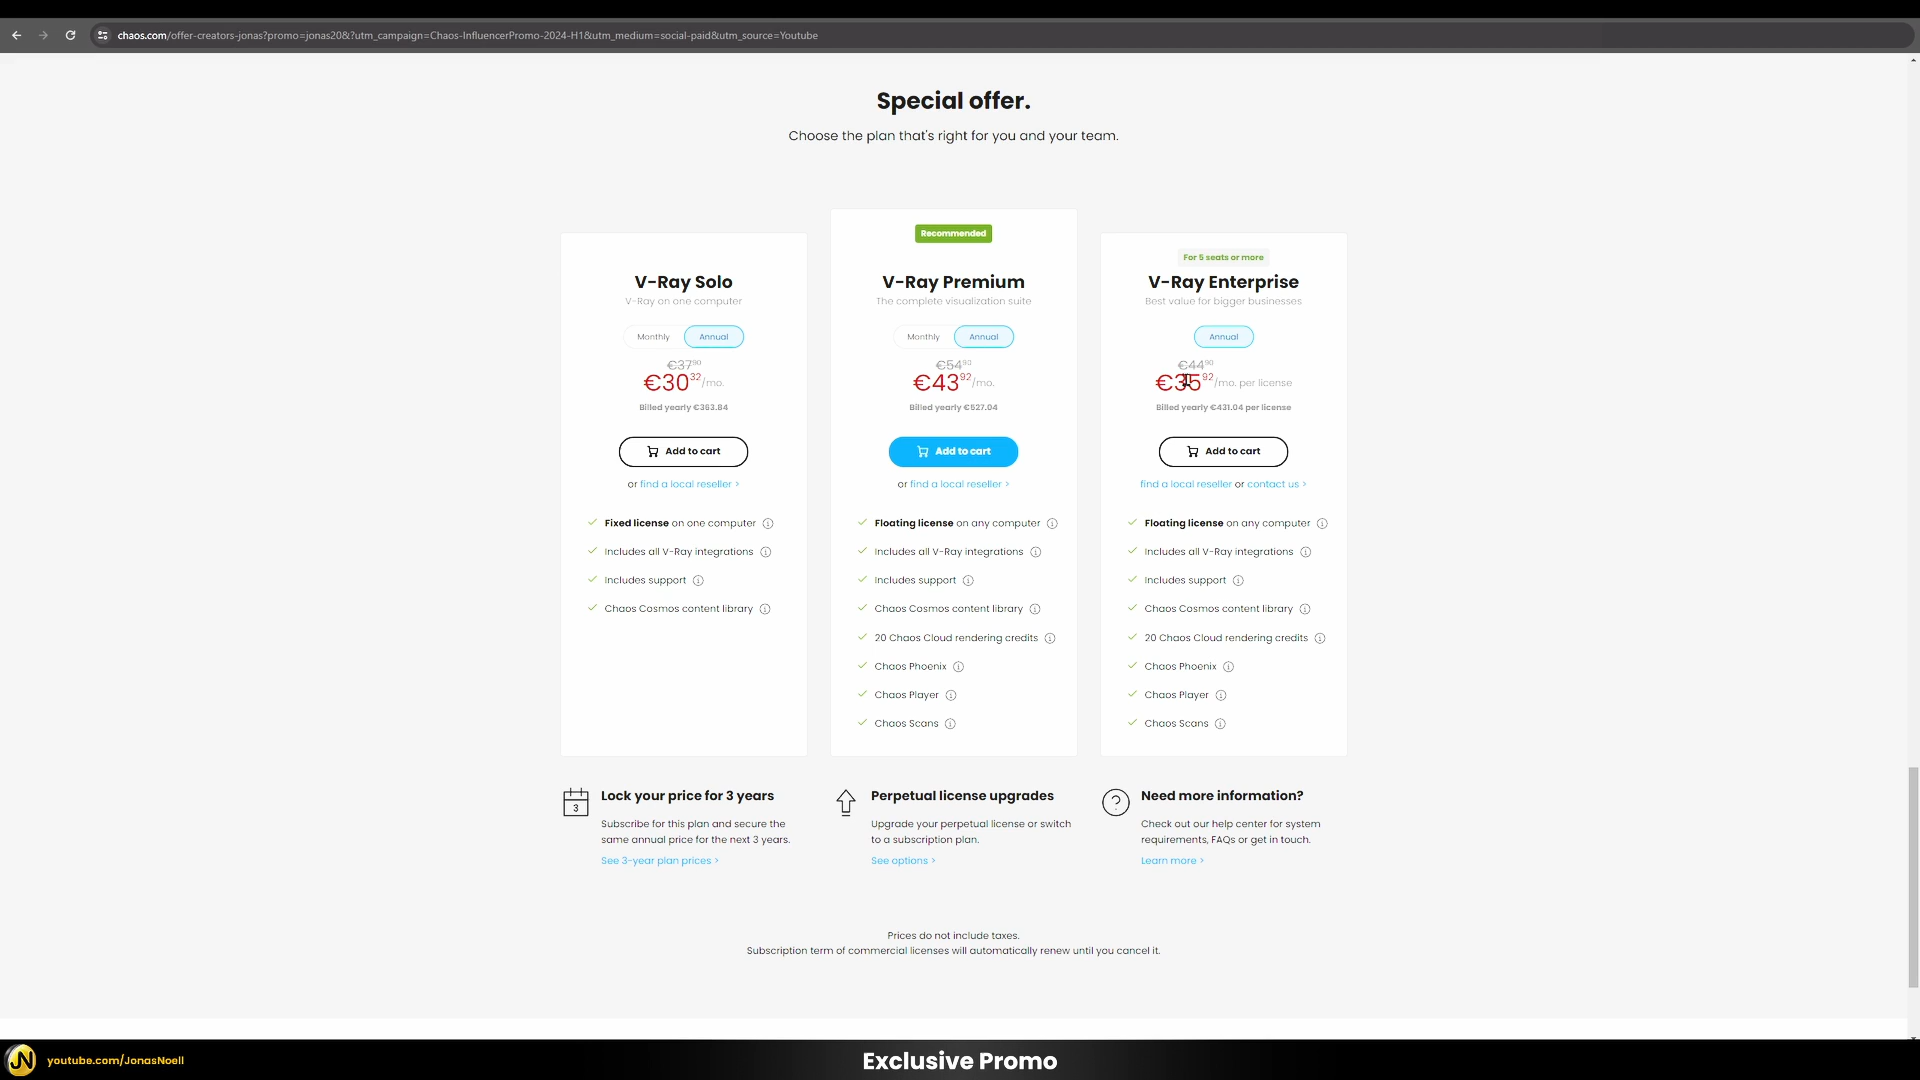 chaos.com/offer-creators-jonas?promo=jonas20&?utm_campaign=Chaos-InfluencerPromo-2024-H1&utm_medium=social-paid&utm_source=Youtube
Special offer.
Choose the plan that's right for you and your team.
V-Ray Solo
V-Ray on one computer
Monthly Annual
€37⁹⁰
€30³²/mo.
Billed yearly €363.84
Add to cart
or find a local reseller >
Fixed license on one computer
Includes all V-Ray integrations
Includes support
Chaos Cosmos content library
Recommended
V-Ray Premium
The complete visualization suite
Monthly Annual
€54⁹⁰
€43⁹²/mo.
Billed yearly €527.04
Add to cart
or find a local reseller >
Floating license on any computer
Includes all V-Ray integrations
Includes support
Chaos Cosmos content library
20 Chaos Cloud rendering credits
Chaos Phoenix
Chaos Player
Chaos Scans
For 5 seats or more
V-Ray Enterprise
Best value for bigger businesses
Annual
€44⁹⁰
€35⁹²/mo. per license
Billed yearly €431.04 per license
Add to cart
find a local reseller or contact us >
Floating license on any computer
Includes all V-Ray integrations
Includes support
Chaos Cosmos content library
20 Chaos Cloud rendering credits
Chaos Phoenix
Chaos Player
Chaos Scans
3
Lock your price for 3 years
Subscribe for this plan and secure the
same annual price for the next 3 years.
See 3-year plan prices >
Perpetual license upgrades
Upgrade your perpetual license or switch
to a subscription plan.
See options >
?
Need more information?
Check out our help center for system
requirements, FAQs or get in touch.
Learn more >
Prices do not include taxes.
Subscription term of commercial licenses will automatically renew until you cancel it.
JN
youtube.com/JonasNoell
Exclusive Promo